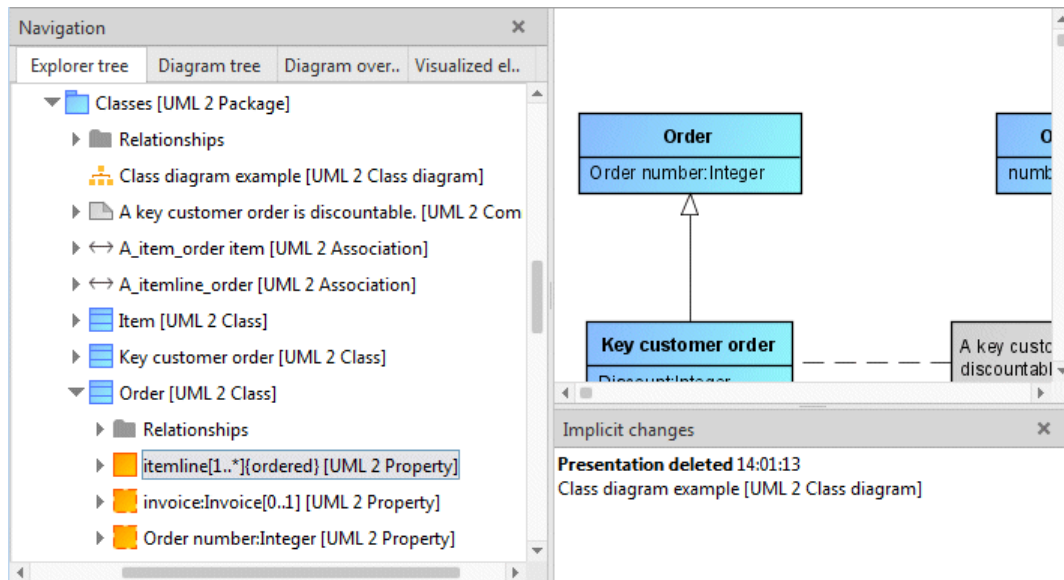 Navigation
Explorer tree
Diagram tree
Diagram over..
Visualized el..
Classes [UML 2 Package]
Relationships
Class diagram example [UML 2 Class diagram]
A key customer order is discountable. [UML 2 Com
A_item_order item [UML 2 Association]
A_itemline_order [UML 2 Association]
Item [UML 2 Class]
Key customer order [UML 2 Class]
Order [UML 2 Class]
Relationships
itemline[1..*]{ordered} [UML 2 Property]
invoice:Invoice[0..1] [UML 2 Property]
Order number:Integer [UML 2 Property]
Order
Order number:Integer
O
numb
Key customer order
Discount:Integer
A key custo
discountabl
Implicit changes
Presentation deleted 14:01:13
Class diagram example [UML 2 Class diagram]